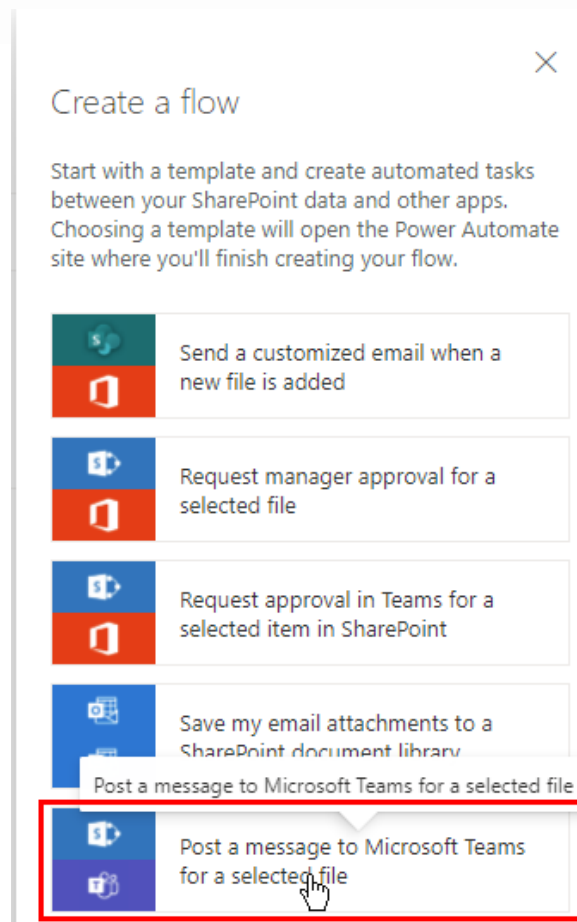 Create a flow
Start with a template and create automated tasks
between your SharePoint data and other apps.
Choosing a template will open the Power Automate
site where you'll finish creating your flow.
Send a customized email when a
new file is added
Request manager approval for a
selected file
Request approval in Teams for a
selected item in SharePoint
Save my email attachments to a
SharePoint document library
Post a message to Microsoft Teams for a selected file
Post a message to Microsoft Teams
for a selected file